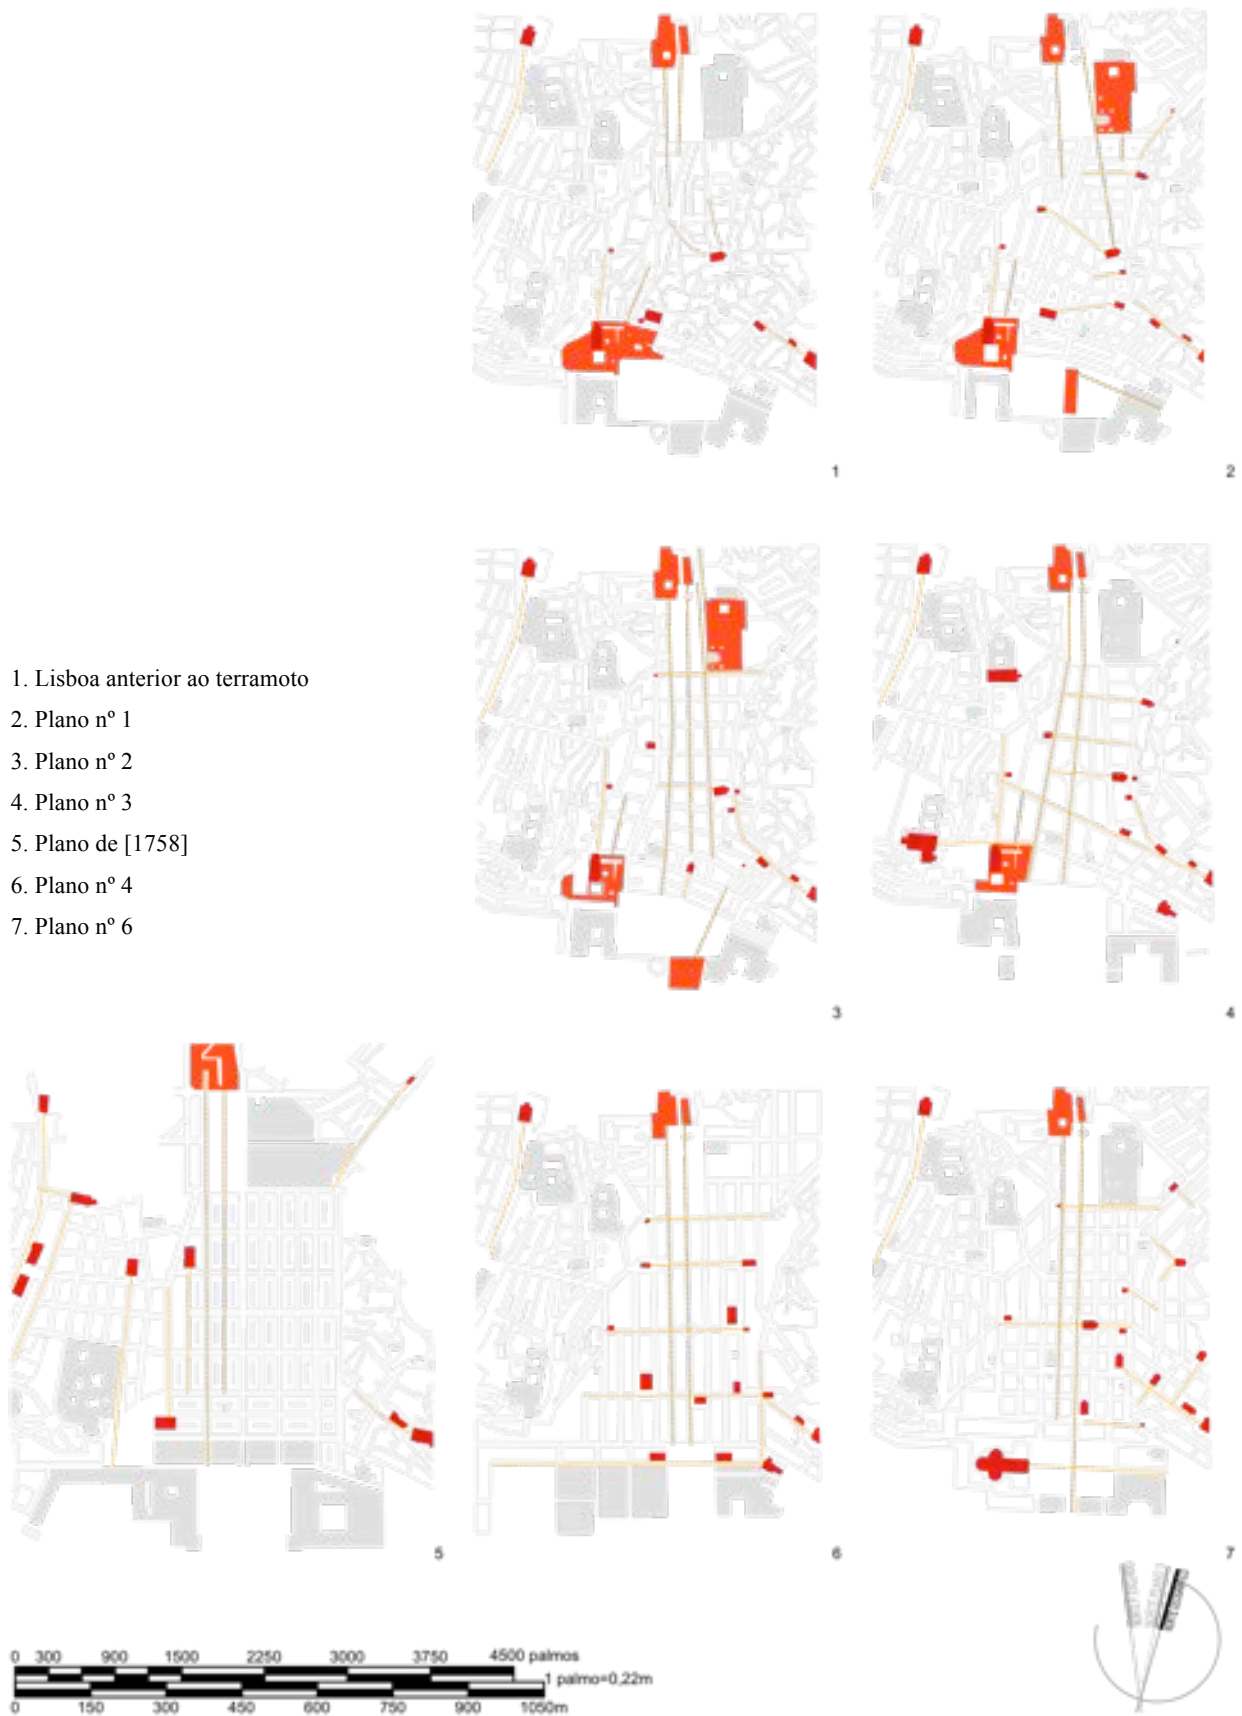 1
2
1. Lisboa anterior ao terramoto
2. Plano nº 1
3. Plano nº 2
4. Plano nº 3
5. Plano de [1758]
6. Plano nº 4
7. Plano nº 6
3
4
5
6
7
0 300 900 1500 2250 3000 3750 4500 palmos
1 palmo=0,22m
0 150 300 450 600 750 900 1050m